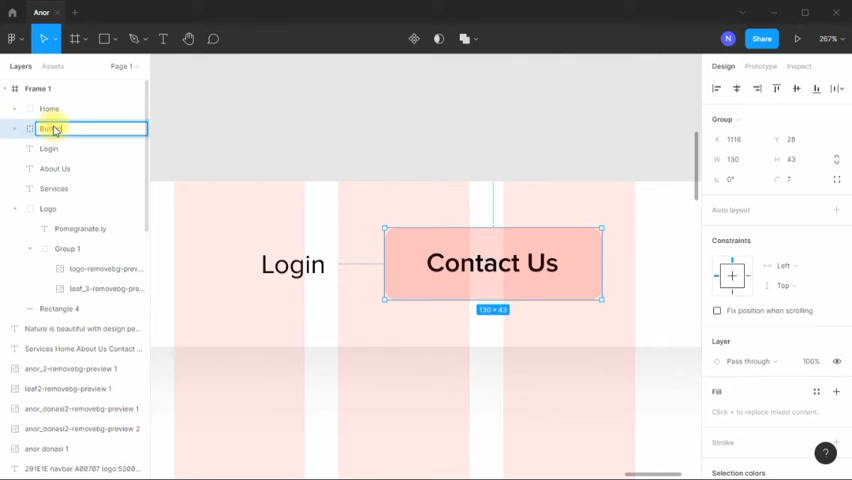 Anor
N
Share
267%
Layers
Assets
Page 1
Design
Prototype
Inspect
Frame 1
Home
Login
About Us
Services
Logo
Pomegranate.ly
Group 1
logo-removebg-prev...
leaf_3-removebg-pre...
Rectangle 4
Nature is beautiful with design pe...
Services Home About Us Contact ...
anor_2-removebg-preview 1
leaf2-removebg-preview 1
anor_donasi2-removebg-preview 1
anor_donasi2-removebg-preview 2
anor donasi 1
291E1E navbar A00707 logo 5200...
Login
Contact Us
130 × 43
Group
X 1116
Y 28
W 130
H 43
0°
7
Auto layout
Constraints
Left
Top
Fix position when scrolling
Layer
Pass through
100%
Fill
Click + to replace mixed content.
Stroke
Selection colors
?